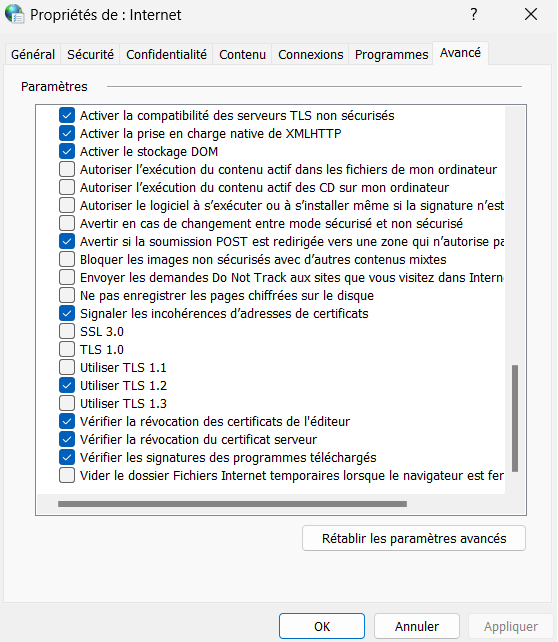 Propriétés de : Internet
?
Général Sécurité Confidentialité Contenu Connexions Programmes Avancé
Paramètres
Activer la compatibilité des serveurs TLS non sécurisés
Activer la prise en charge native de XMLHTTP
Activer le stockage DOM
Autoriser l'exécution du contenu actif dans les fichiers de mon ordinateur
Autoriser l'exécution du contenu actif des CD sur mon ordinateur
Autoriser le logiciel à s'exécuter ou à s'installer même si la signature n'est
Avertir en cas de changement entre mode sécurisé et non sécurisé
Avertir si la soumission POST est redirigée vers une zone qui n'autorise pa
Bloquer les images non sécurisés avec d'autres contenus mixtes
Envoyer les demandes Do Not Track aux sites que vous visitez dans Intern
Ne pas enregistrer les pages chiffrées sur le disque
Signaler les incohérences d'adresses de certificats
SSL 3.0
TLS 1.0
Utiliser TLS 1.1
Utiliser TLS 1.2
Utiliser TLS 1.3
Vérifier la révocation des certificats de l'éditeur
Vérifier la révocation du certificat serveur
Vérifier les signatures des programmes téléchargés
Vider le dossier Fichiers Internet temporaires lorsque le navigateur est fer
Rétablir les paramètres avancés
OK Annuler Appliquer